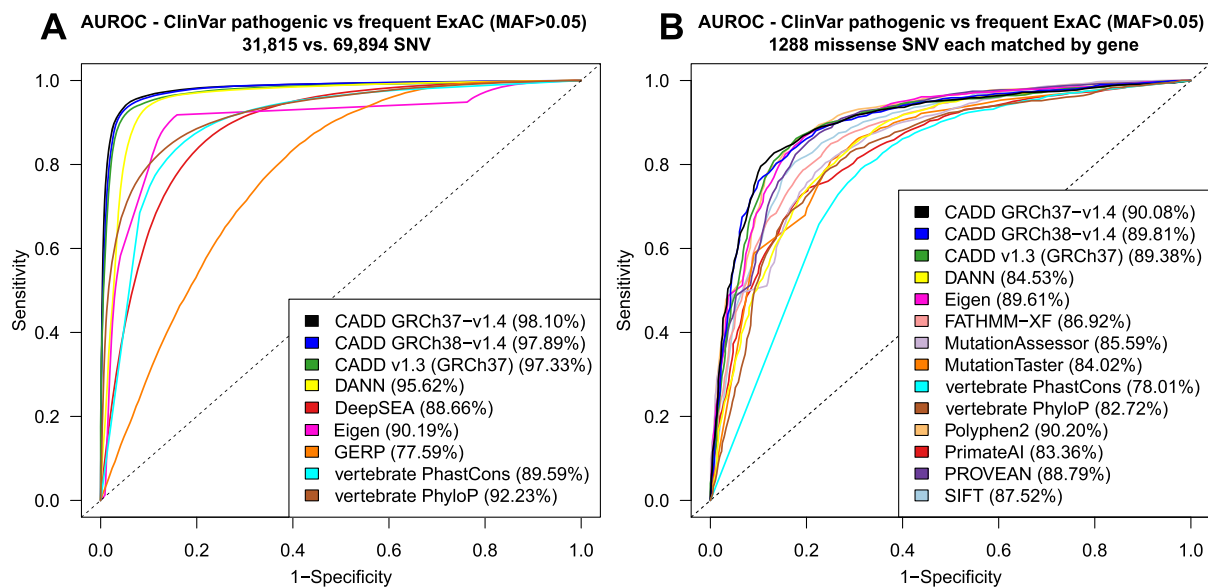 A
AUROC - ClinVar pathogenic vs frequent ExAC (MAF>0.05)
31,815 vs. 69,894 SNV
Sensitivity
1.0
0.8
0.6
0.4
0.2
0.0
CADD GRCh37−v1.4 (98.10%)
CADD GRCh38−v1.4 (97.89%)
CADD v1.3 (GRCh37) (97.33%)
DANN (95.62%)
DeepSEA (88.66%)
Eigen (90.19%)
GERP (77.59%)
vertebrate PhastCons (89.59%)
vertebrate PhyloP (92.23%)
0.0 0.2 0.4 0.6 0.8 1.0
1−Specificity
B
AUROC - ClinVar pathogenic vs frequent ExAC (MAF>0.05)
1288 missense SNV each matched by gene
Sensitivity
1.0
0.8
0.6
0.4
0.2
0.0
CADD GRCh37−v1.4 (90.08%)
CADD GRCh38−v1.4 (89.81%)
CADD v1.3 (GRCh37) (89.38%)
DANN (84.53%)
Eigen (89.61%)
FATHMM−XF (86.92%)
MutationAssessor (85.59%)
MutationTaster (84.02%)
vertebrate PhastCons (78.01%)
vertebrate PhyloP (82.72%)
Polyphen2 (90.20%)
PrimateAI (83.36%)
PROVEAN (88.79%)
SIFT (87.52%)
0.0 0.2 0.4 0.6 0.8 1.0
1−Specificity